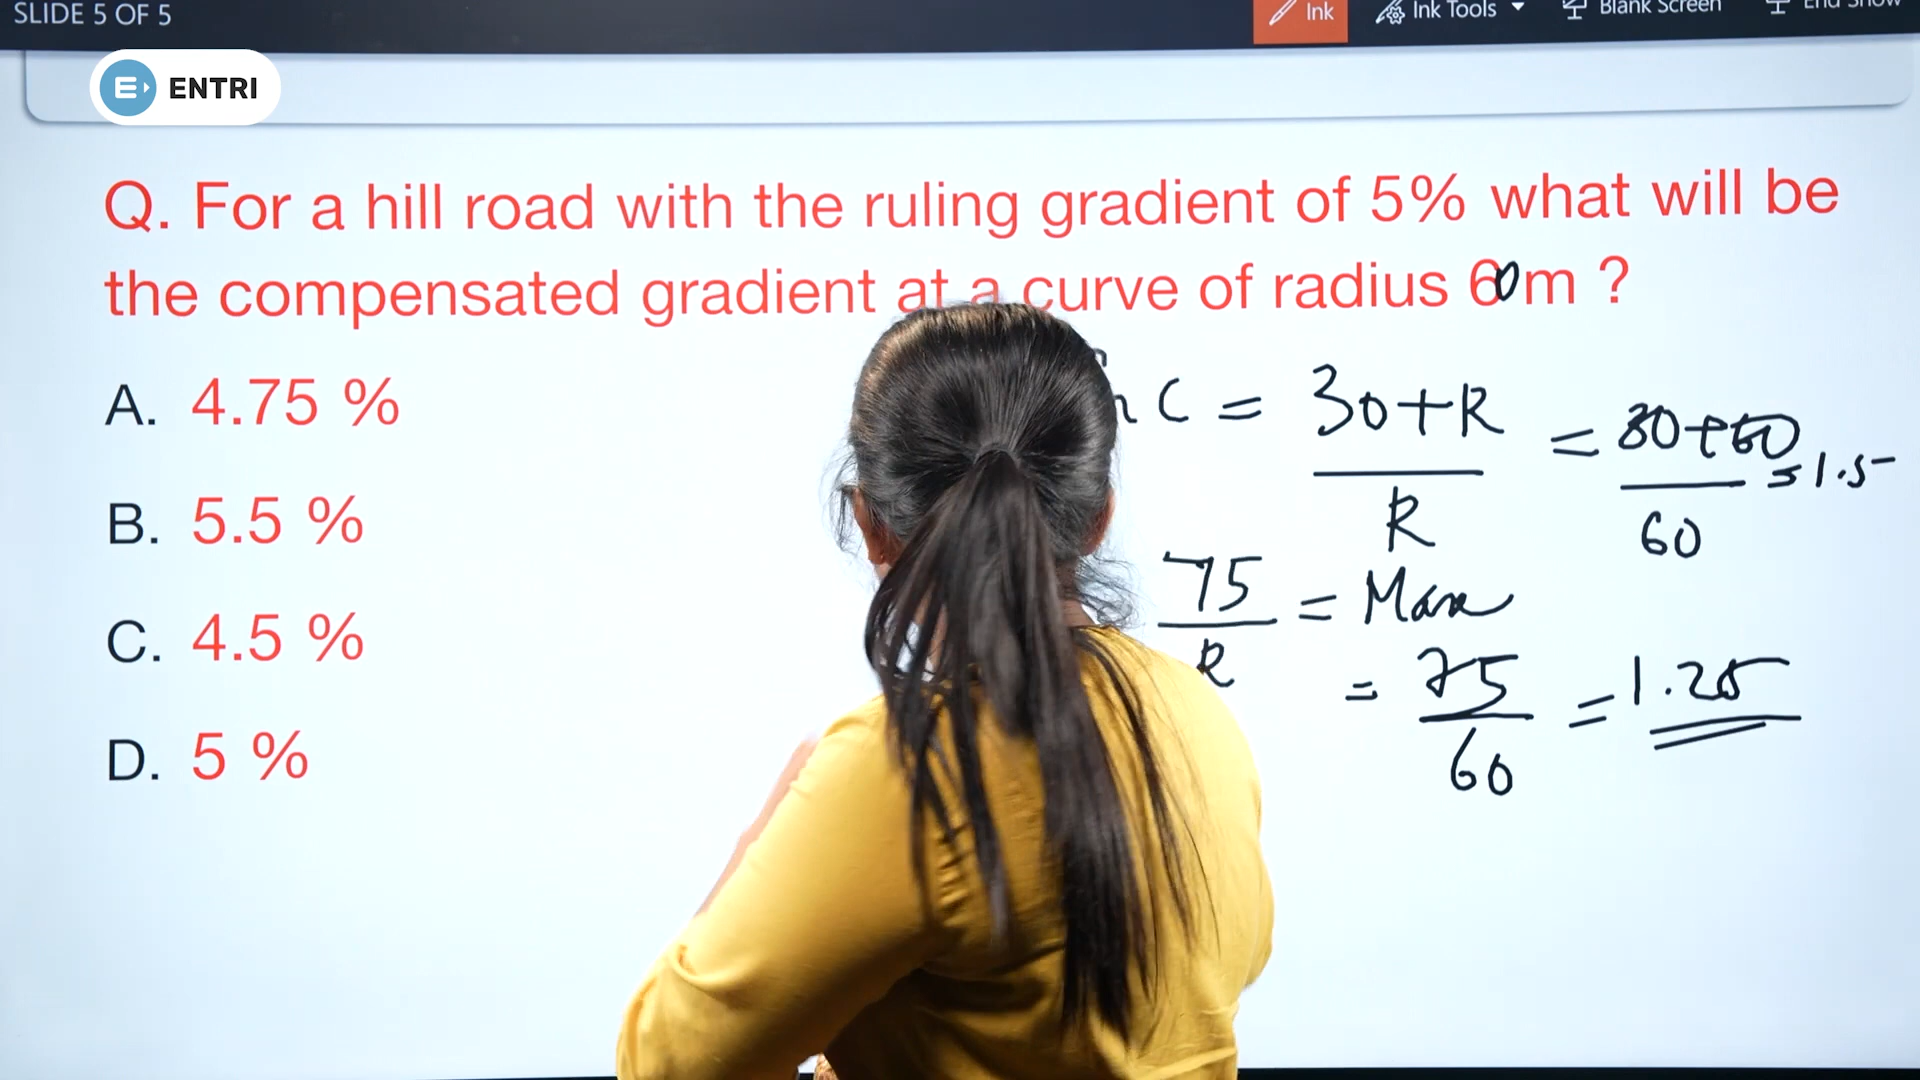 SLIDE 5 OF 5
Ink
Ink Tools
Blank Screen
End Show
ENTRI
Q. For a hill road with the ruling gradient of 5% what will be
the compensated gradient at a curve of radius 60m ?
A. 4.75 %
B. 5.5 %
C. 4.5 %
D. 5 %
C = 30+R / R = 30+60 / 60 = 1.5
75 / R = Max
= 75 / 60 = 1.25